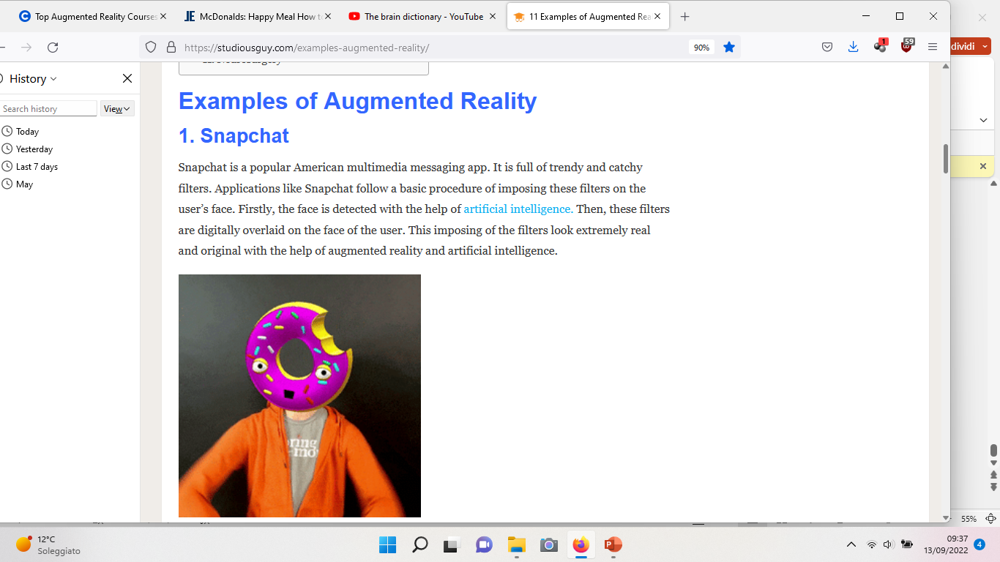 Top Augmented Reality Courses
McDonalds: Happy Meal How to
The brain dictionary - YouTube
11 Examples of Augmented Rea
https://studiousguy.com/examples-augmented-reality/
90%
1
59
dividi
History
Search history
View
Today
Yesterday
Last 7 days
May
Examples of Augmented Reality
1. Snapchat
Snapchat is a popular American multimedia messaging app. It is full of trendy and catchy
filters. Applications like Snapchat follow a basic procedure of imposing these filters on the
user's face. Firstly, the face is detected with the help of artificial intelligence. Then, these filters
are digitally overlaid on the face of the user. This imposing of the filters look extremely real
and original with the help of augmented reality and artificial intelligence.
55%
12°C
Soleggiato
09:37
13/09/2022
4